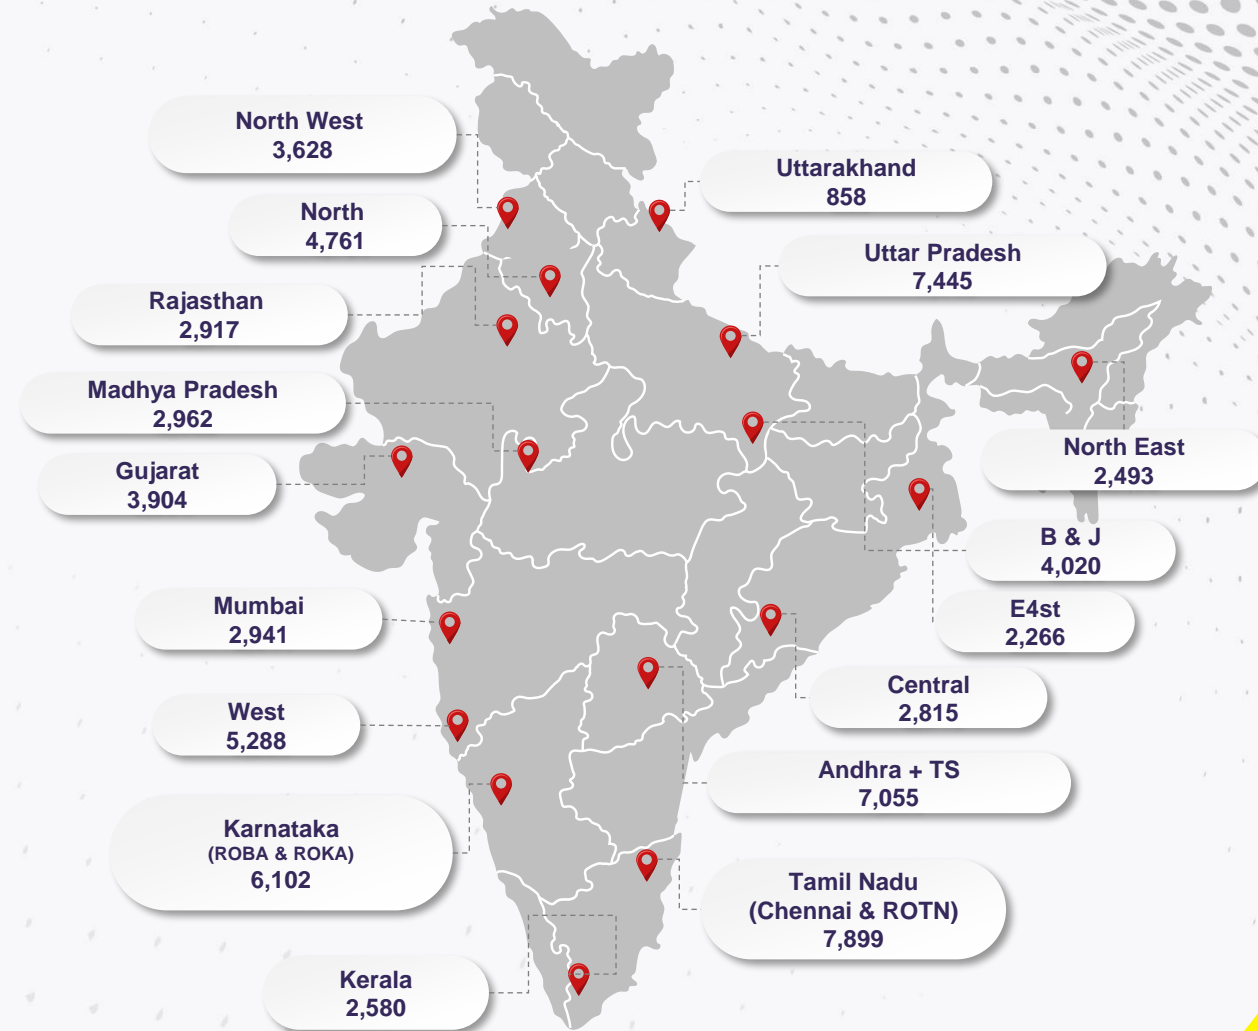 North West
3,628
North
4,761
Rajasthan
2,917
Madhya Pradesh
2,962
Gujarat
3,904
Mumbai
2,941
West
5,288
Karnataka
(ROBA & ROKA)
6,102
Kerala
2,580
Uttarakhand
858
Uttar Pradesh
7,445
North East
2,493
B & J
4,020
E4st
2,266
Central
2,815
Andhra + TS
7,055
Tamil Nadu
(Chennai & ROTN)
7,899